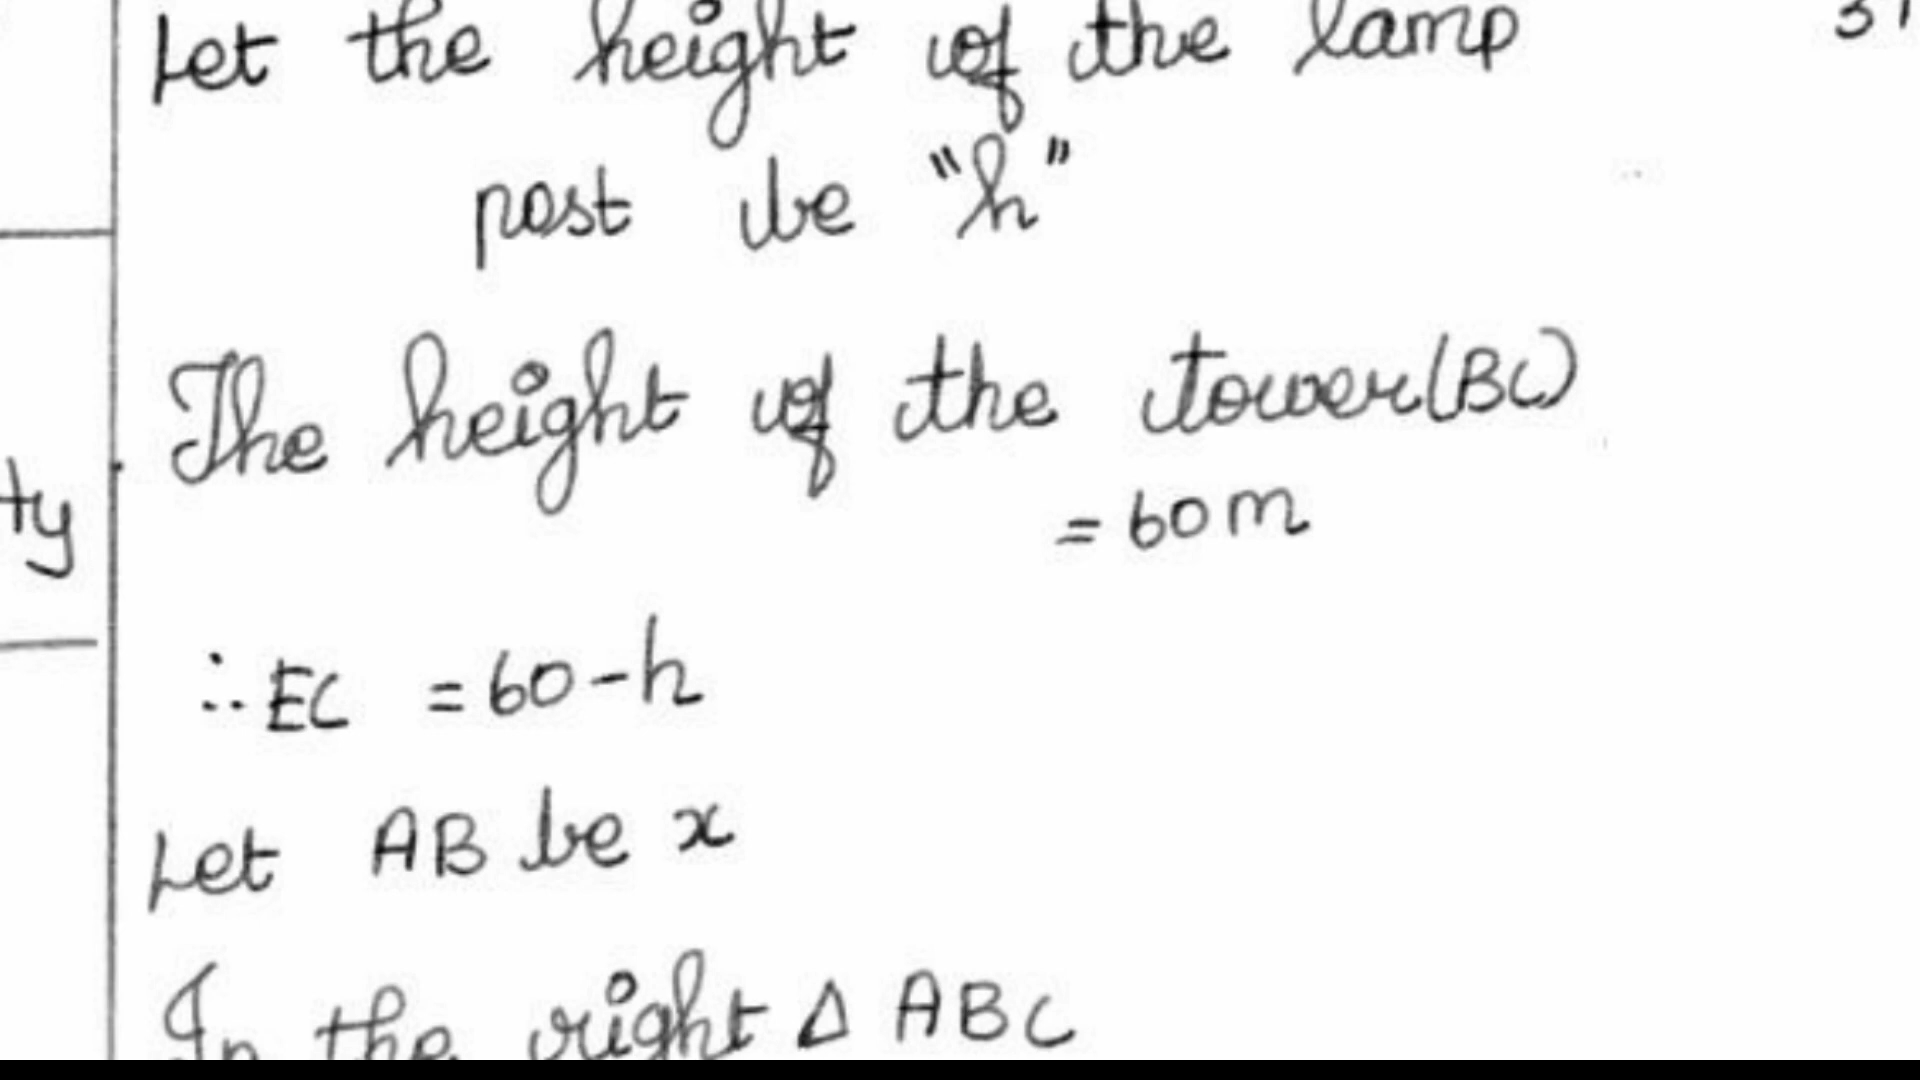 Let the height of the lamp
post be "h"
The height of the tower(BC)
= 60m
∴ EC = 60-h
Let AB be x
In the right Δ ABC
ty